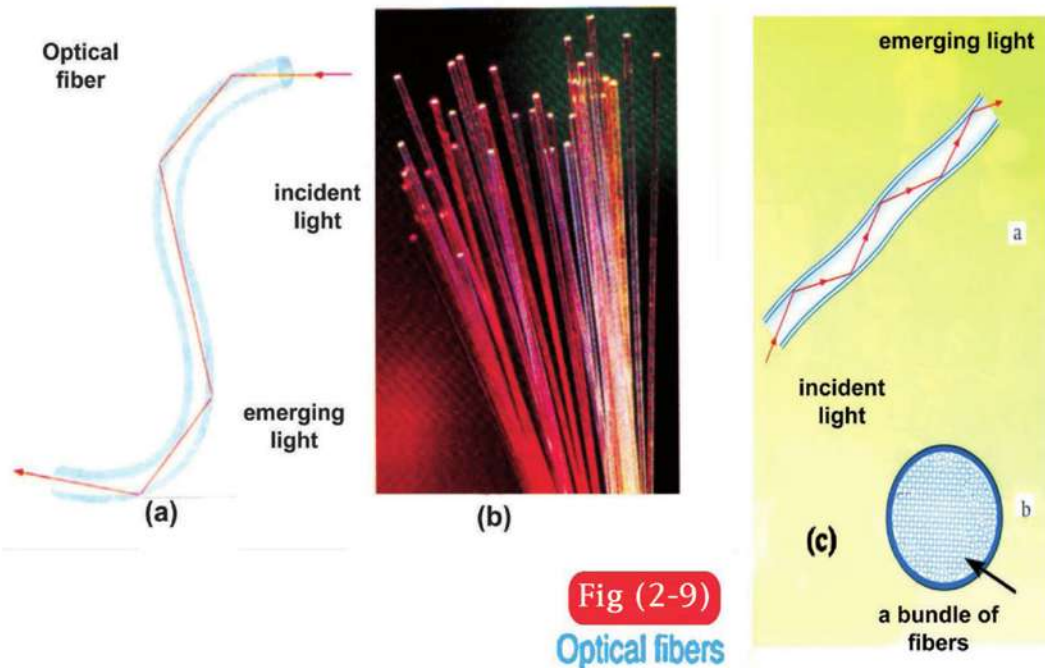 Optical
fiber
incident
light
emerging
light
(a)
(b)
emerging light
a
incident
light
b
(c)
a bundle of
fibers
Fig (2-9)
Optical fibers